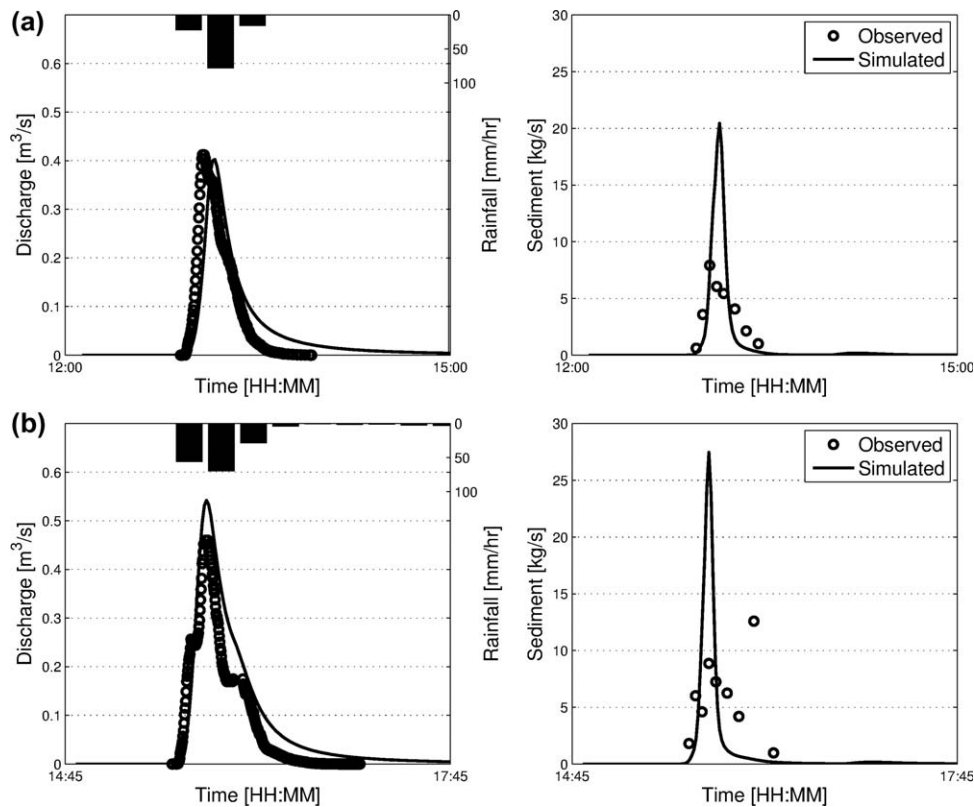 (a)
0
0.6
50
0.5
100
0.4
0.3
0.2
0.1
0
Discharge [m³/s]
Rainfall [mm/hr]
12:00
15:00
Time [HH:MM]
30
25
20
15
10
5
0
Sediment [kg/s]
Observed
Simulated
12:00
15:00
Time [HH:MM]
(b)
0
0.6
50
0.5
100
0.4
0.3
0.2
0.1
0
Discharge [m³/s]
Rainfall [mm/hr]
14:45
17:45
Time [HH:MM]
30
25
20
15
10
5
0
Sediment [kg/s]
Observed
Simulated
14:45
17:45
Time [HH:MM]